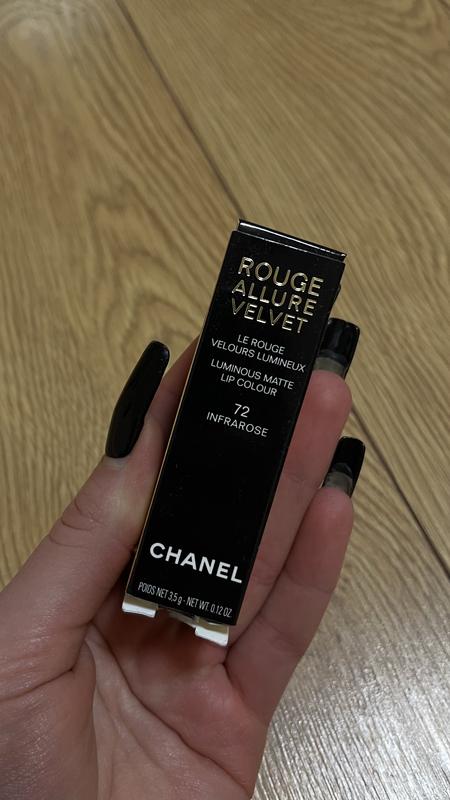 ROUGE
ALLURE
VELVET
LE ROUGE
VELOURS LUMINEUX
LUMINOUS MATTE
LIP COLOUR
72
INFRAROSE
CHANEL
POIDS NET 3,5 g - NET WT. 0.12 OZ.